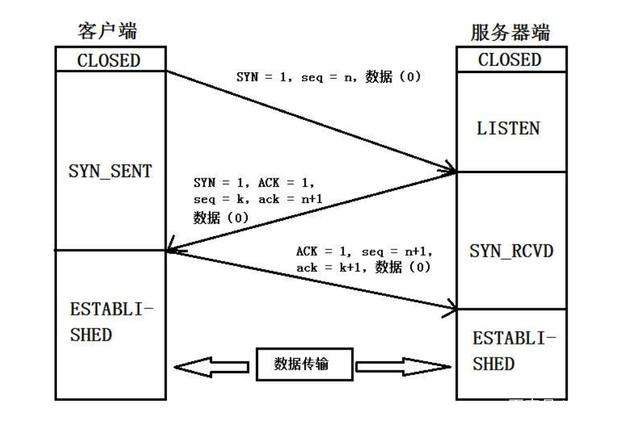 客户端
服务器端
CLOSED
CLOSED
SYN = 1, seq = n, 数据（0）
LISTEN
SYN_SENT
SYN = 1, ACK = 1,
seq = k, ack = n+1
数据（0）
ACK = 1, seq = n+1,
ack = k+1, 数据（0）
SYN_RCVD
ESTABLI-
SHED
ESTABLI-
SHED
数据传输